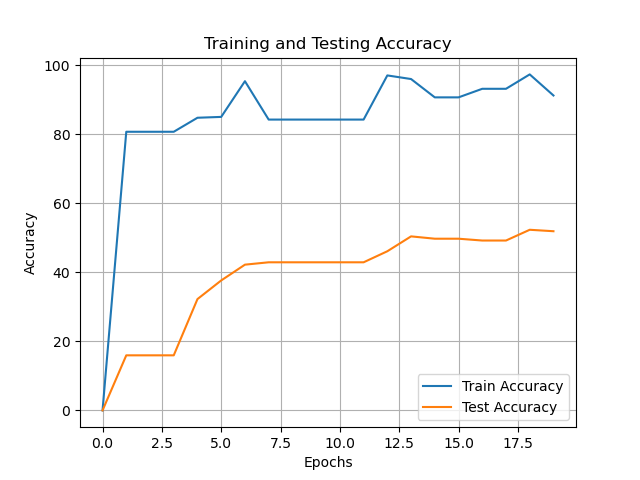 Training and Testing Accuracy
100
80
60
40
20
0
Accuracy
0.0 2.5 5.0 7.5 10.0 12.5 15.0 17.5
Epochs
Train Accuracy
Test Accuracy